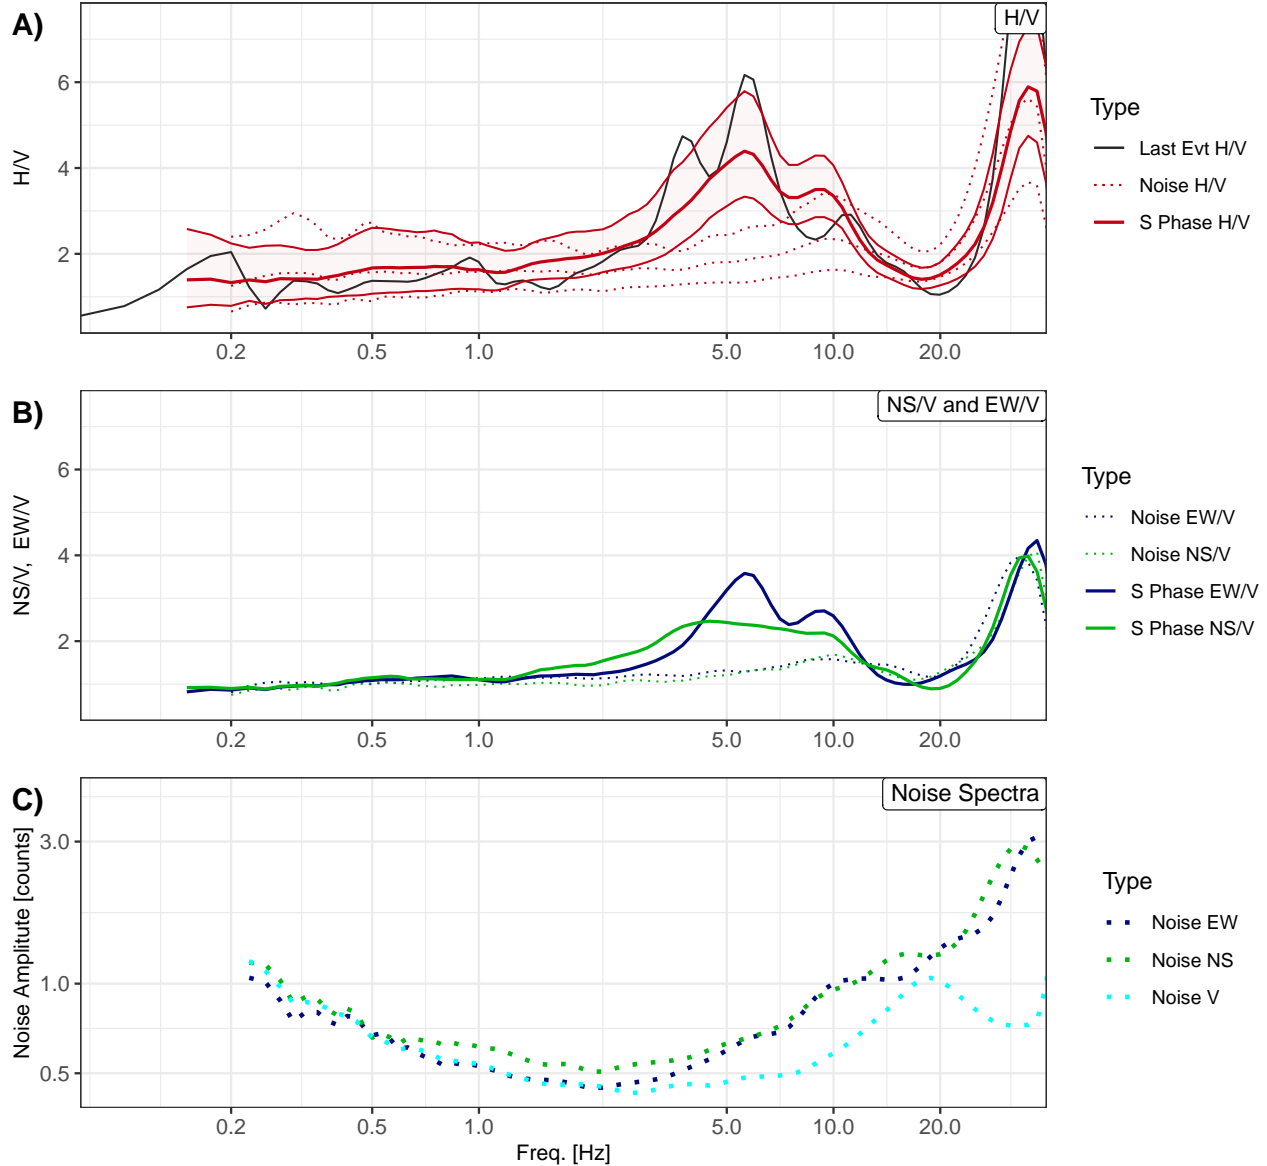 A)
H/V
H/V
6
4
2
0.2 0.5 1.0 5.0 10.0 20.0
Type
Last Evt H/V
Noise H/V
S Phase H/V
B)
NS/V and EW/V
NS/V, EW/V
6
4
2
0.2 0.5 1.0 5.0 10.0 20.0
Type
Noise EW/V
Noise NS/V
S Phase EW/V
S Phase NS/V
C)
Noise Spectra
Noise Amplitute [counts]
3.0
1.0
0.5
0.2 0.5 1.0 5.0 10.0 20.0
Freq. [Hz]
Type
Noise EW
Noise NS
Noise V